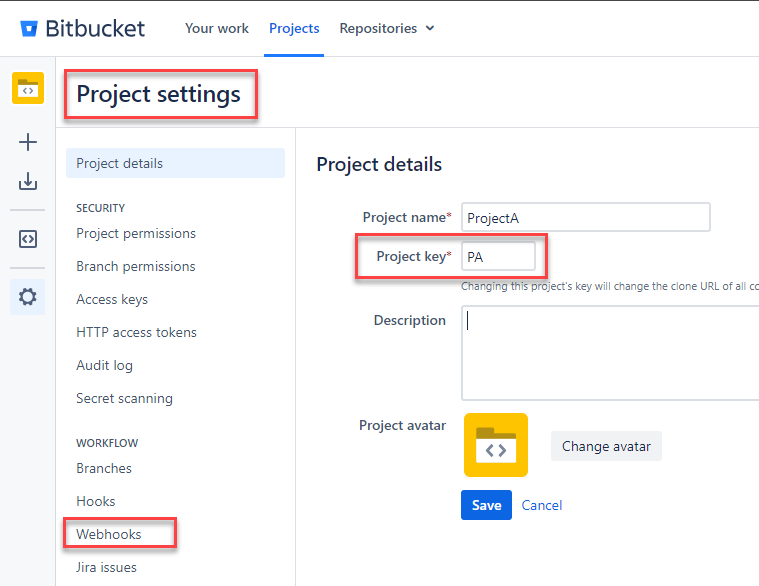 Bitbucket Your work Projects Repositories
Project settings
Project details
SECURITY
Project permissions
Branch permissions
Access keys
HTTP access tokens
Audit log
Secret scanning
WORKFLOW
Branches
Hooks
Webhooks
Jira issues
Project details
Project name* ProjectA
Project key* PA
Changing this project's key will change the clone URL of all
Description
Project avatar
Change avatar
Save Cancel